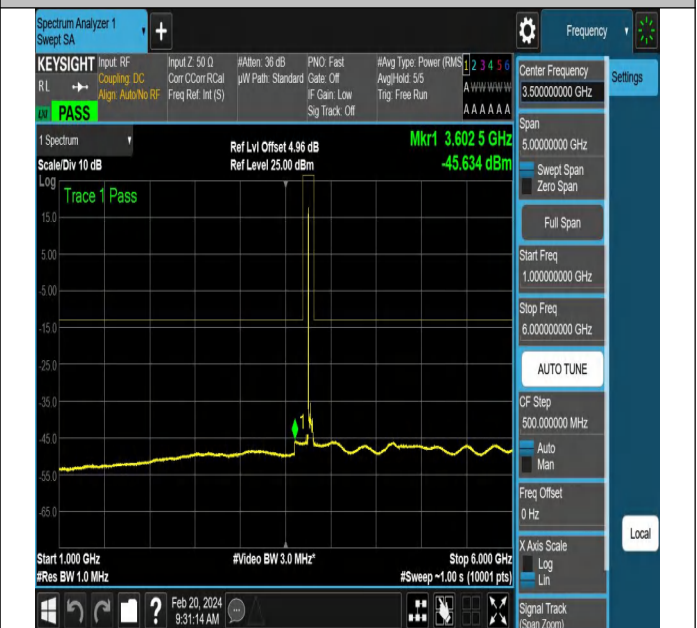 Spectrum Analyzer 1
Swept SA
Frequency
KEYSIGHT
RL
PASS
Input: RF
Coupling: DC
Align: Auto/No RF
Input Z: 50 Ω
Corr CCorr RCal
Freq Ref: Int (S)
#Atten: 36 dB
µW Path: Standard
PNO: Fast
Gate: Off
IF Gain: Low
Sig Track: Off
#Avg Type: Power (RMS
Avg|Hold: 5/5
Trig: Free Run
1 2 3 4 5 6
A W W W W W
A A A A A A
Center Frequency
3.500000000 GHz
Settings
Span
5.00000000 GHz
Swept Span
Zero Span
Full Span
Start Freq
1.000000000 GHz
Stop Freq
6.000000000 GHz
AUTO TUNE
CF Step
500.000000 MHz
Auto
Man
Freq Offset
0 Hz
X Axis Scale
Log
Lin
Signal Track
(Span Zoom)
Local
1 Spectrum
Scale/Div 10 dB
Ref Lvl Offset 4.96 dB
Ref Level 25.00 dBm
Mkr1 3.602 5 GHz
-45.634 dBm
Log
Trace 1 Pass
15.0
5.00
-5.00
-15.0
-25.0
-35.0
-45.0
-55.0
-65.0
1
Start 1.000 GHz
#Res BW 1.0 MHz
#Video BW 3.0 MHz*
Stop 6.000 GHz
#Sweep ~1.00 s (10001 pts)
?
Feb 20, 2024
9:31:14 AM